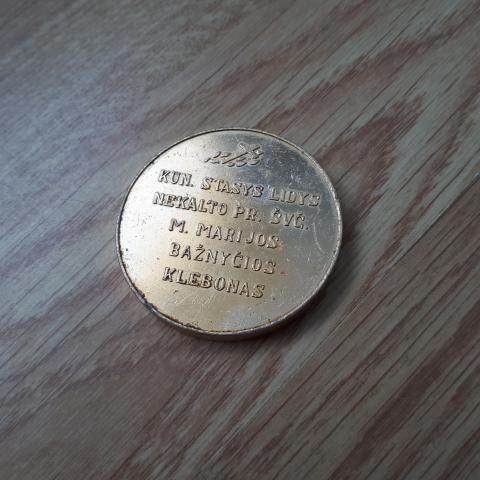 KUN. STASYS LIDYS
NEKALTO PR. ŠVČ.
M. MARIJOS
BAŽNYČIOS
KLEBONAS